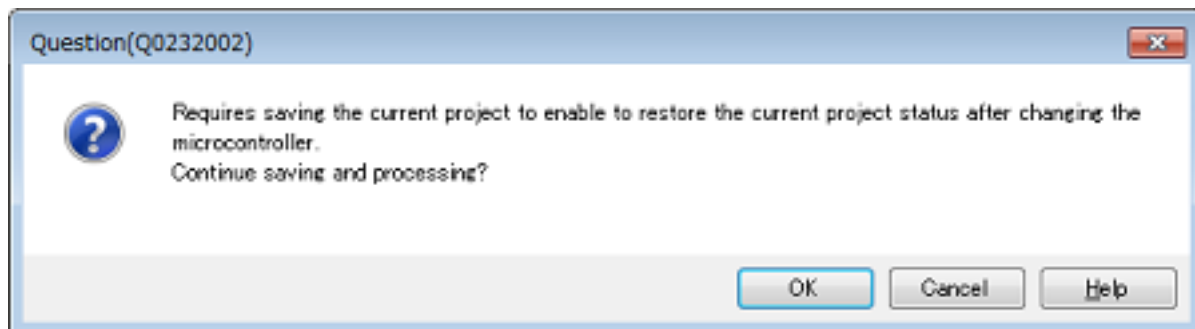 Question(Q0232002)
Requires saving the current project to enable to restore the current project status after changing the
microcontroller.
Continue saving and processing?
OK
Cancel
Help